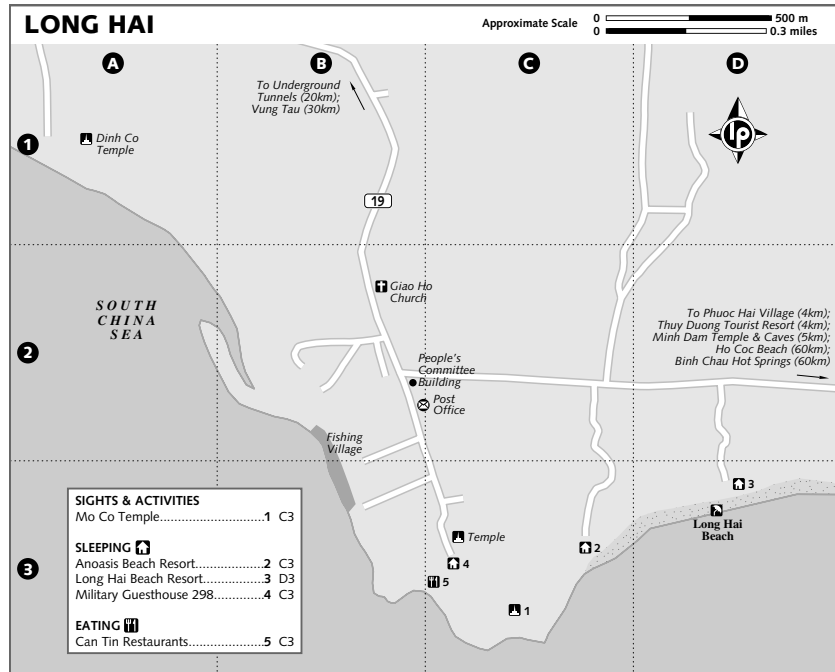 LONG HAI
Approximate Scale
0 500 m
0 0.3 miles
A
B
C
D
To Underground
Tunnels (20km);
Vung Tau (30km)
lp
1
Dinh Co
Temple
19
Giao Ho
Church
SOUTH
CHINA
SEA
To Phuoc Hai Village (4km);
Thuy Duong Tourist Resort (4km);
Minh Dam Temple & Caves (5km);
Ho Coc Beach (60km);
Binh Chau Hot Springs (60km)
2
People's
Committee
Building
Post
Office
Fishing
Village
3
Long Hai
Beach
Temple
2
4
5
1
3
SIGHTS & ACTIVITIES
Mo Co Temple............................1 C3
SLEEPING
Anoasis Beach Resort..............2 C3
Long Hai Beach Resort............3 D3
Military Guesthouse 298.............4 C3
EATING
Can Tin Restaurants....................5 C3